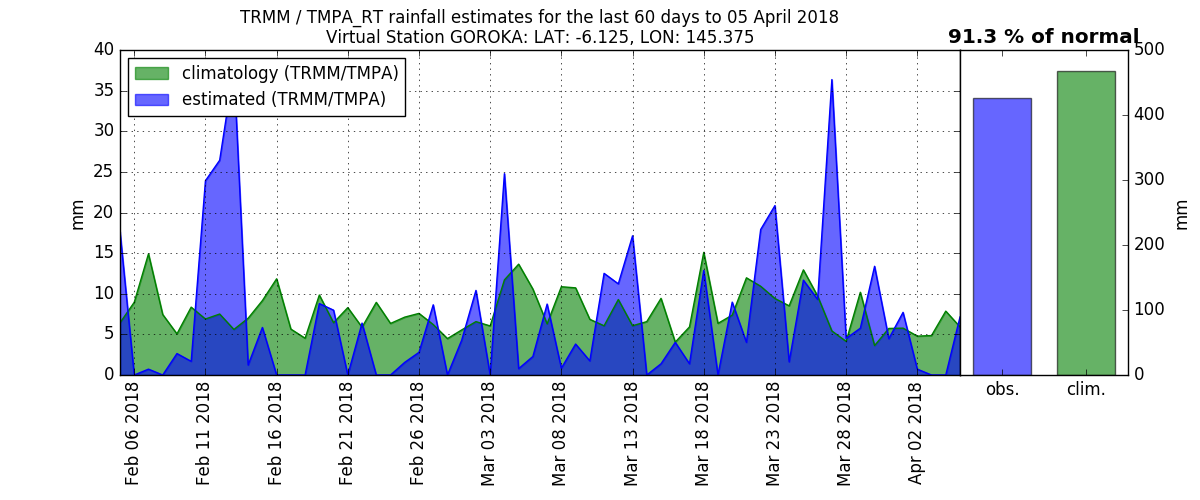 TRMM / TMPA_RT rainfall estimates for the last 60 days to 05 April 2018
Virtual Station GOROKA: LAT: -6.125, LON: 145.375
91.3 % of normal
climatology (TRMM/TMPA)
estimated (TRMM/TMPA)
mm
40
35
30
25
20
15
10
5
0
500
400
300
200
100
0
mm
obs.
clim.
Feb 06 2018
Feb 11 2018
Feb 16 2018
Feb 21 2018
Feb 26 2018
Mar 03 2018
Mar 08 2018
Mar 13 2018
Mar 18 2018
Mar 23 2018
Mar 28 2018
Apr 02 2018